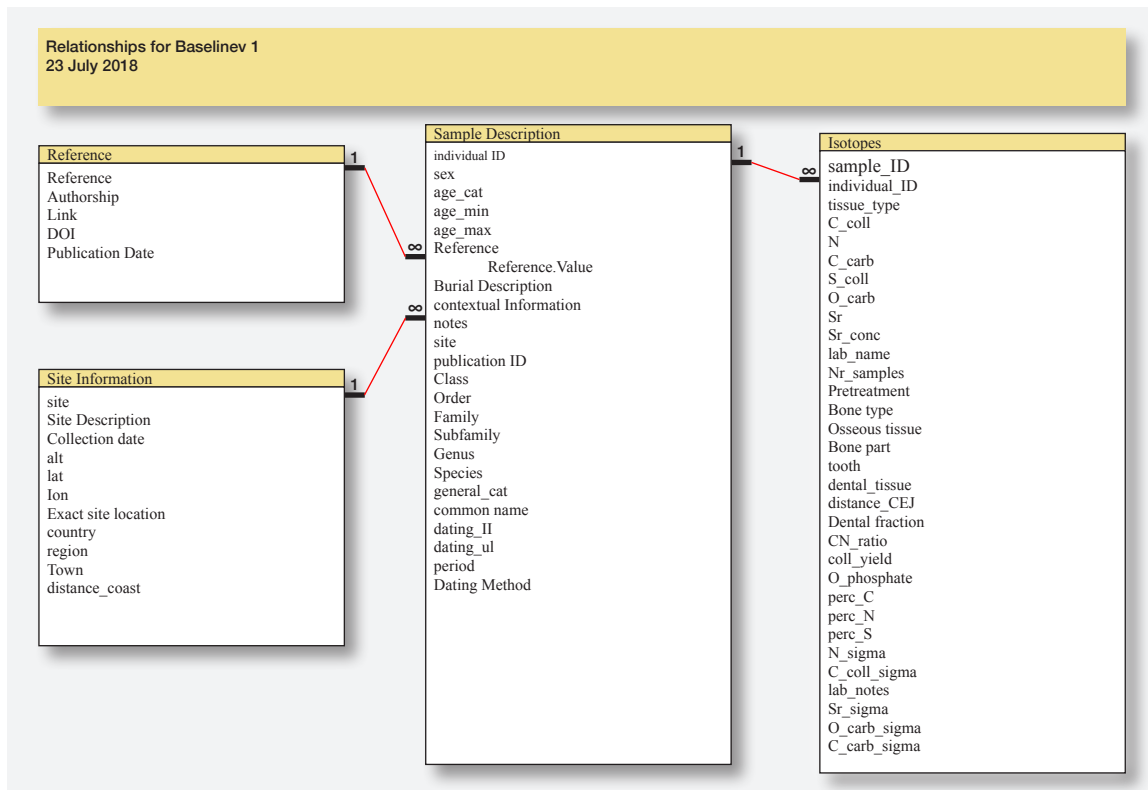 Relationships for Baselinev 1
23 July 2018
Reference
Reference
Authorship
Link
DOI
Publication Date
1
∞
Site Information
site
Site Description
Collection date
alt
lat
Ion
Exact site location
country
region
Town
distance_coast
1
∞
Sample Description
individual ID
sex
age_cat
age_min
age_max
Reference
Reference.Value
Burial Description
contextual Information
notes
site
publication ID
Class
Order
Family
Subfamily
Genus
Species
general_cat
common name
dating_II
dating_ul
period
Dating Method
1
∞
Isotopes
sample_ID
individual_ID
tissue_type
C_coll
N
C_carb
S_coll
O_carb
Sr
Sr_conc
lab_name
Nr_samples
Pretreatment
Bone type
Osseous tissue
Bone part
tooth
dental_tissue
distance_CEJ
Dental fraction
CN_ratio
coll_yield
O_phosphate
perc_C
perc_N
perc_S
N_sigma
C_coll_sigma
lab_notes
Sr_sigma
O_carb_sigma
C_carb_sigma